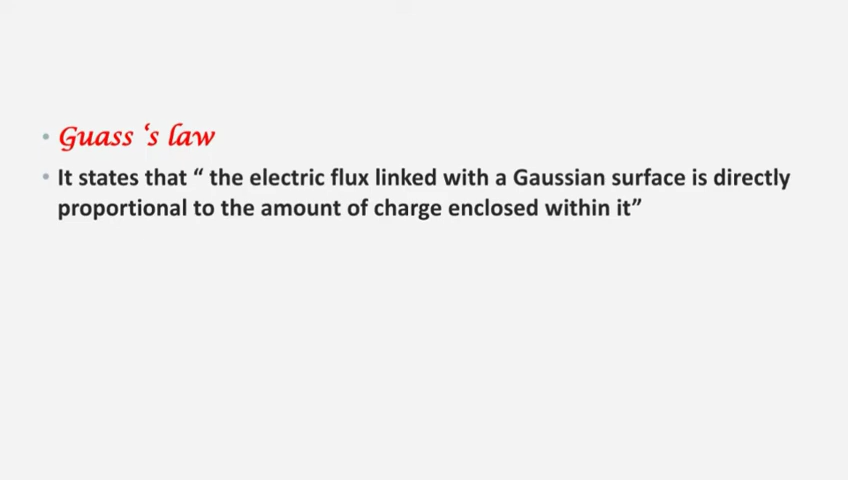 • Guass ‘s law
• It states that “ the electric flux linked with a Gaussian surface is directly
proportional to the amount of charge enclosed within it”